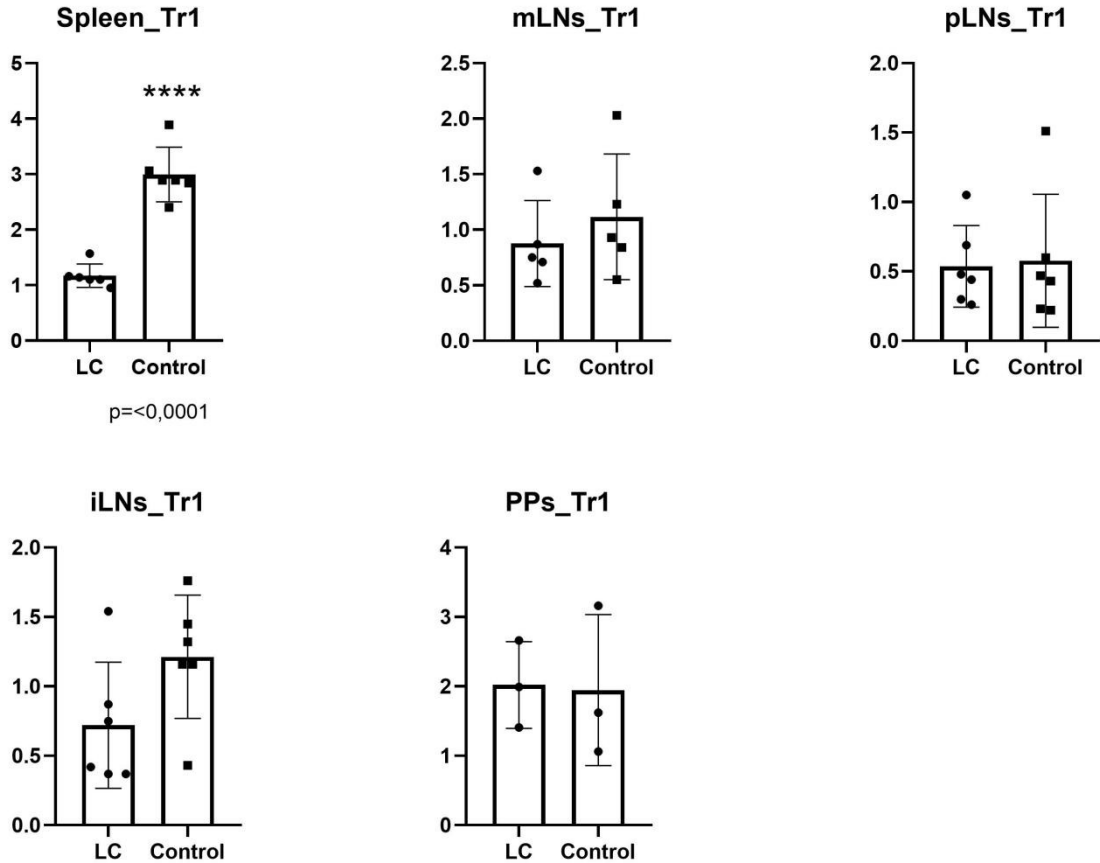 Spleen_Tr1
5
4
3
2
1
0
****
LC Control
p=<0,0001
mLNs_Tr1
2.5
2.0
1.5
1.0
0.5
0.0
LC Control
pLNs_Tr1
2.0
1.5
1.0
0.5
0.0
LC Control
iLNs_Tr1
2.0
1.5
1.0
0.5
0.0
LC Control
PPs_Tr1
4
3
2
1
0
LC Control